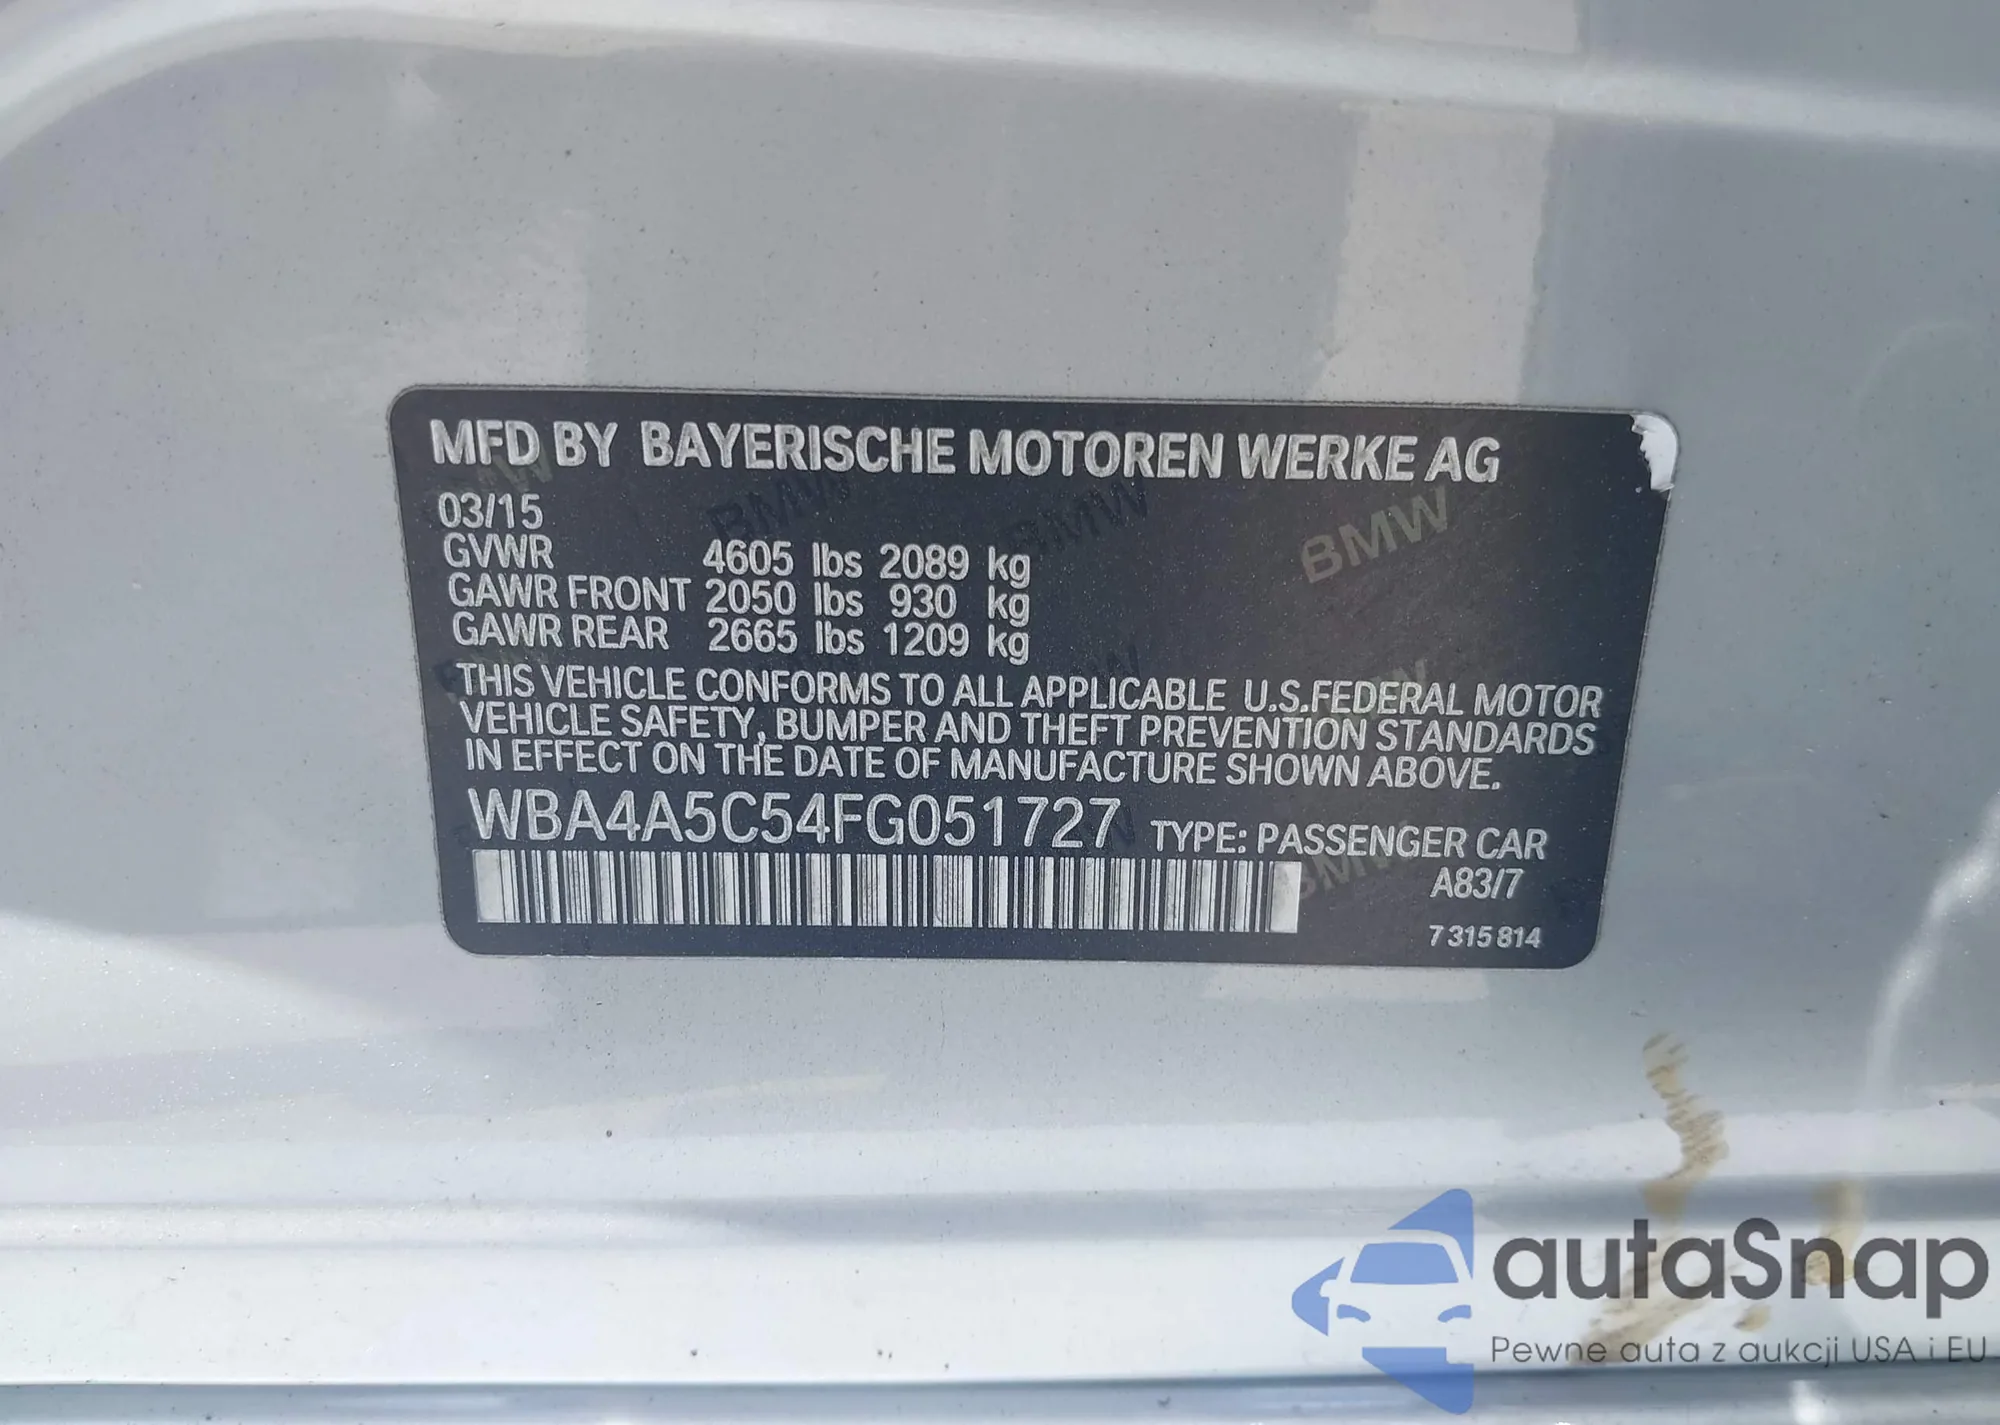 MFD BY BAYERISCHE MOTOREN WERKE AG
03/15
GVWR 4605 lbs 2089 kg
GAWR FRONT 2050 lbs 930 kg
GAWR REAR 2665 lbs 1209 kg
THIS VEHICLE CONFORMS TO ALL APPLICABLE U.S.FEDERAL MOTOR
VEHICLE SAFETY, BUMPER AND THEFT PREVENTION STANDARDS
IN EFFECT ON THE DATE OF MANUFACTURE SHOWN ABOVE.
WBA4A5C54FG051727 TYPE: PASSENGER CAR
A83/7
7 315 814
BMW
BMW
BMW
autaSnap
Pewne auta z aukcji USA i EU